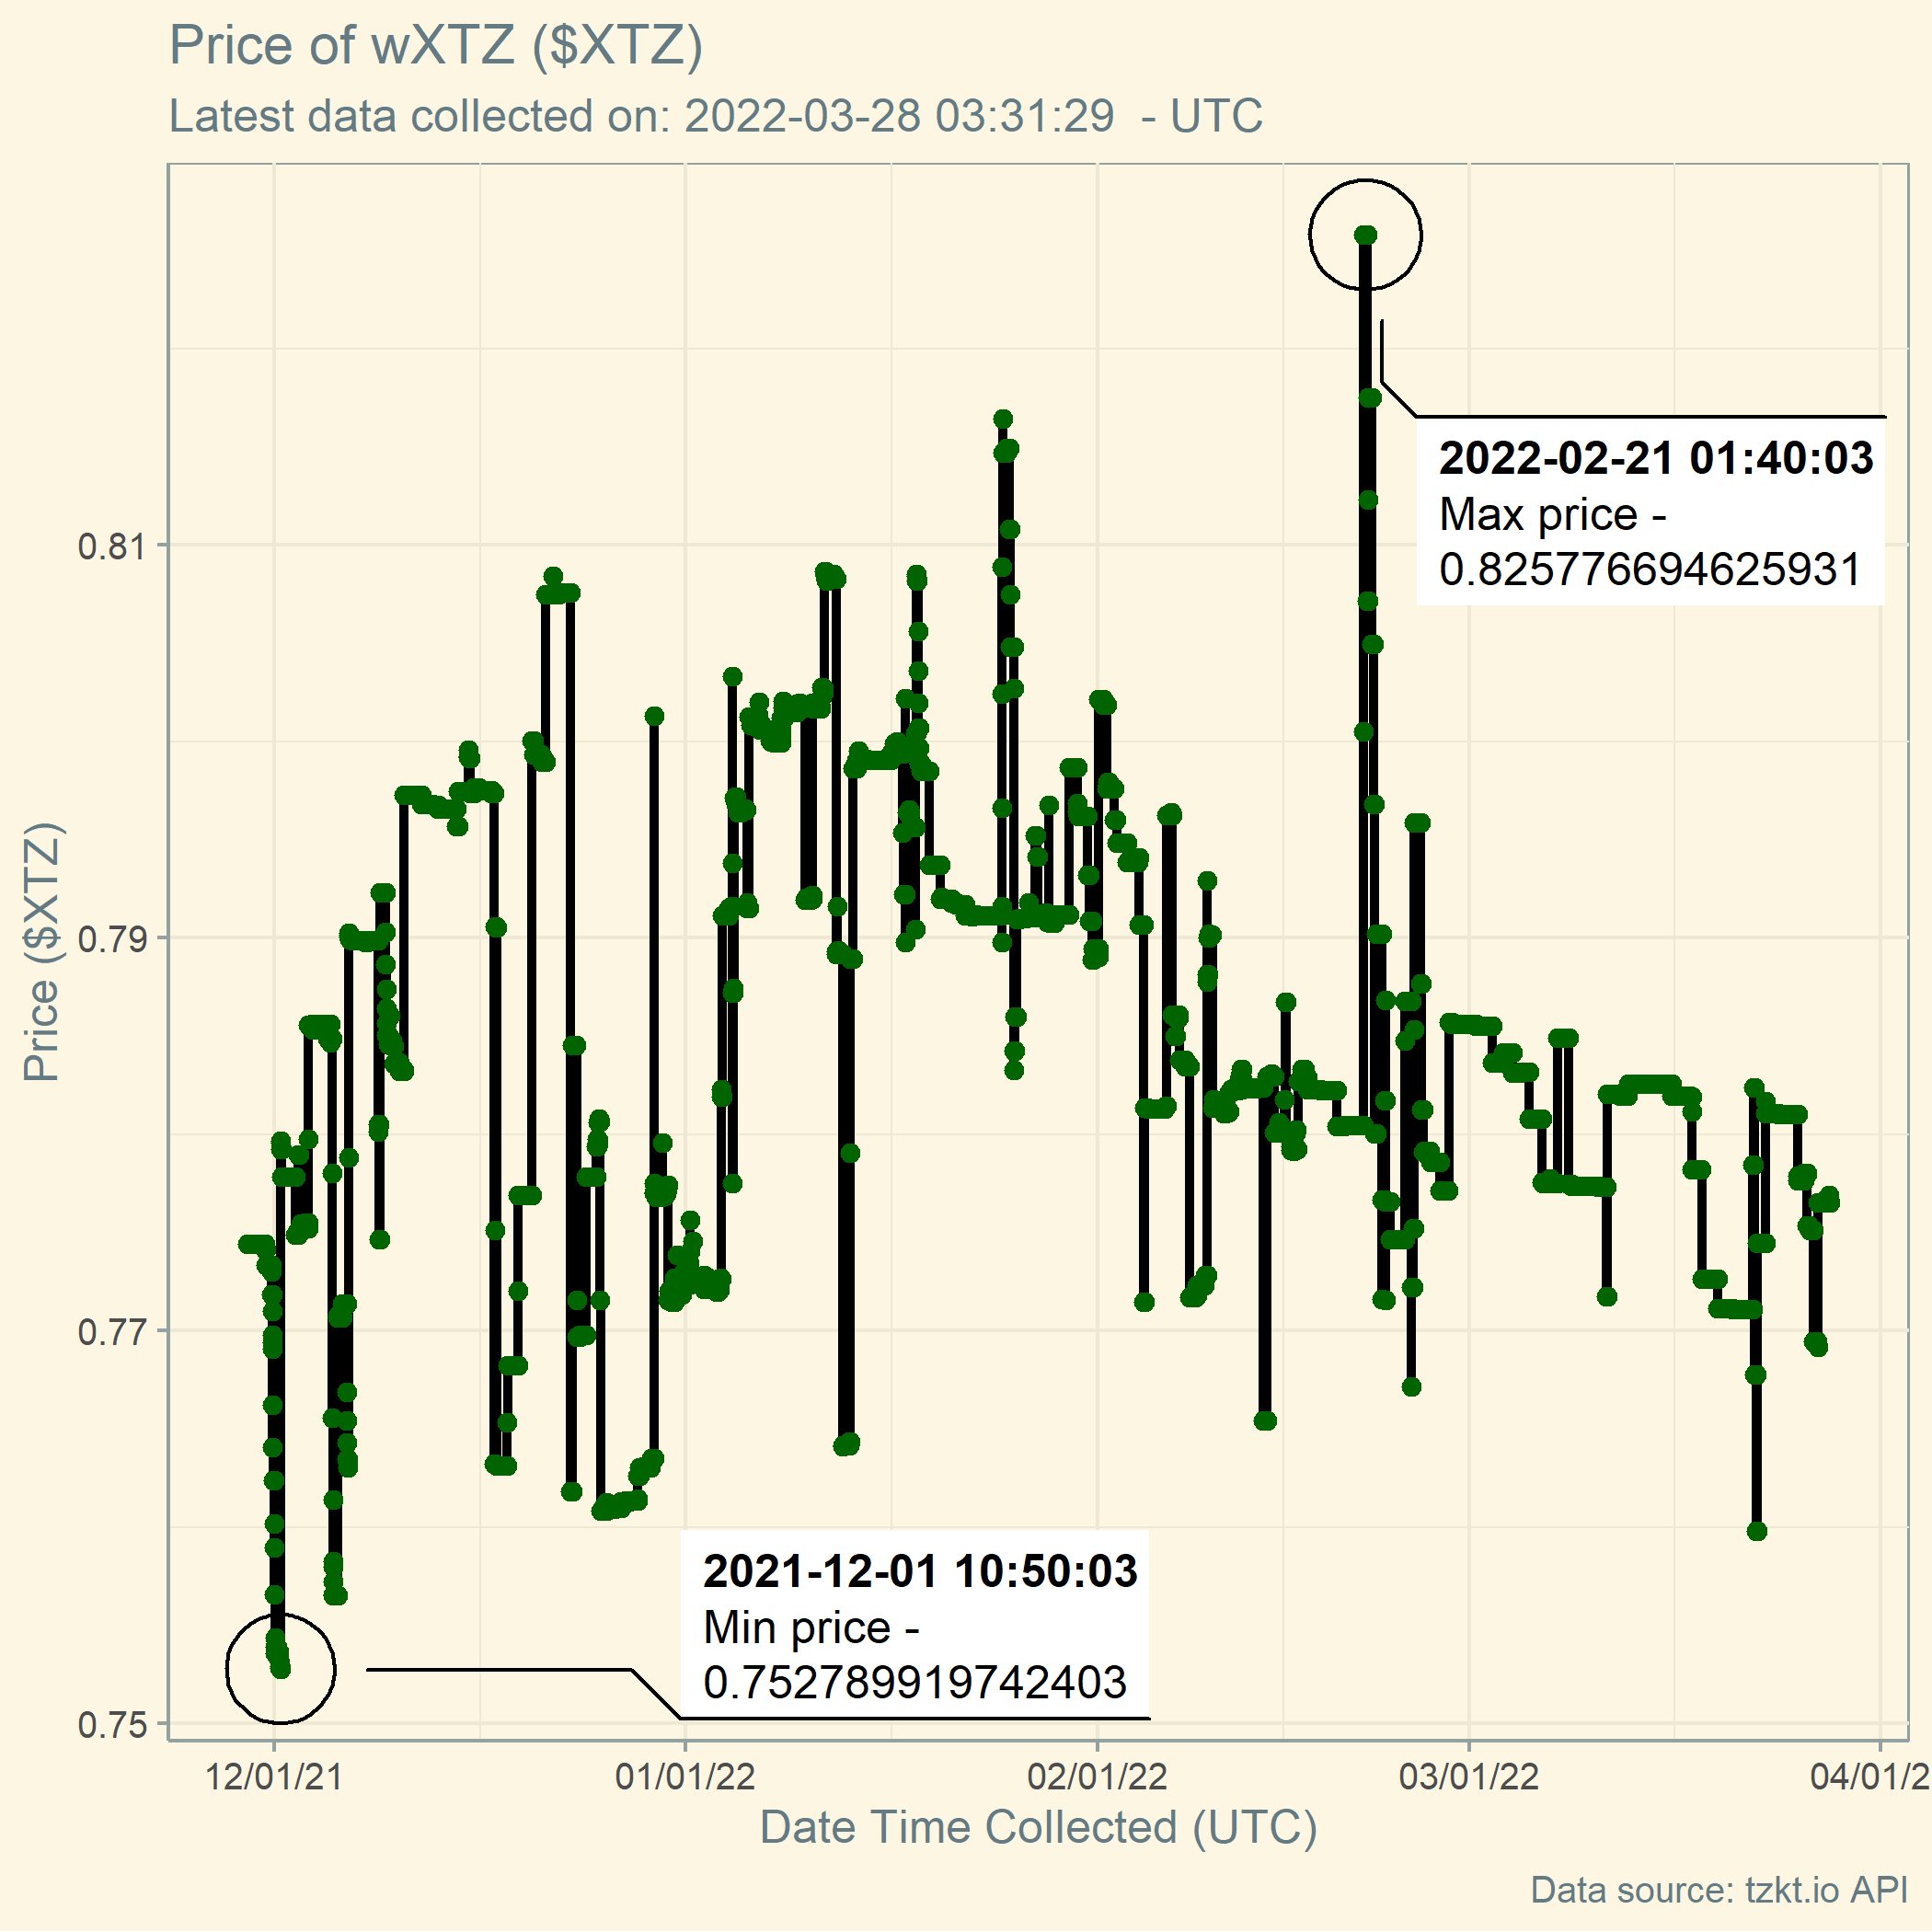 Price of wXTZ ($XTZ)
Latest data collected on: 2022-03-28 03:31:29  - UTC
2022-02-21 01:40:03
Max price -
0.825776694625931
0.81
0.79
0.77
0.75
Price ($XTZ)
2021-12-01 10:50:03
Min price -
0.752789919742403
12/01/21
01/01/22
02/01/22
03/01/22
04/01/2
Date Time Collected (UTC)
Data source: tzkt.io API